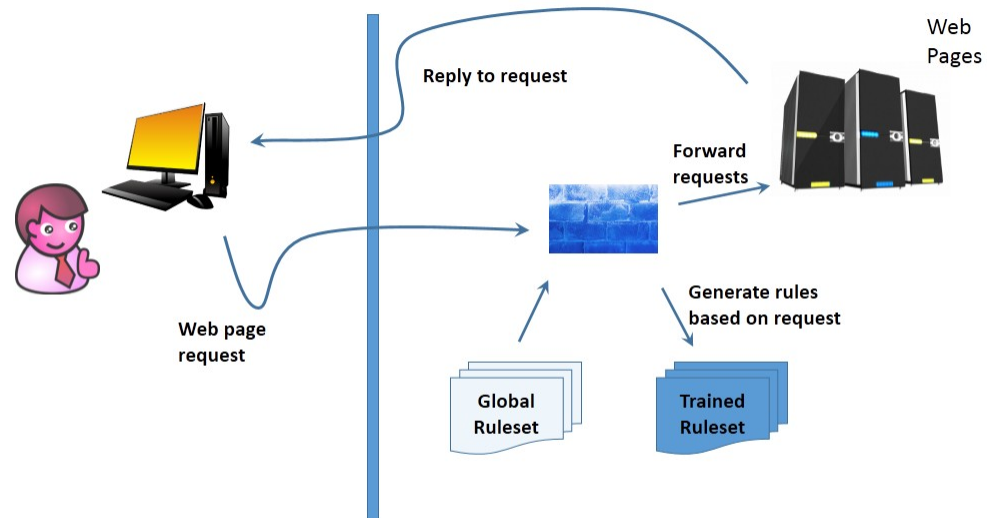 Web
Pages
Reply to request
Forward
requests
Generate rules
based on request
Web page
request
Global
Ruleset
Trained
Ruleset